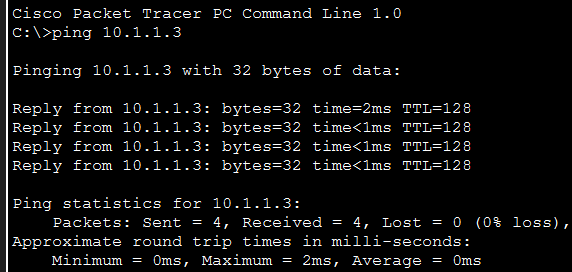 Cisco Packet Tracer PC Command Line 1.0
C:\>ping 10.1.1.3
Pinging 10.1.1.3 with 32 bytes of data:
Reply from 10.1.1.3: bytes=32 time=2ms TTL=128
Reply from 10.1.1.3: bytes=32 time<1ms TTL=128
Reply from 10.1.1.3: bytes=32 time<1ms TTL=128
Reply from 10.1.1.3: bytes=32 time<1ms TTL=128
Ping statistics for 10.1.1.3:
Packets: Sent = 4, Received = 4, Lost = 0 (0% loss),
Approximate round trip times in milli-seconds:
Minimum = 0ms, Maximum = 2ms, Average = 0ms